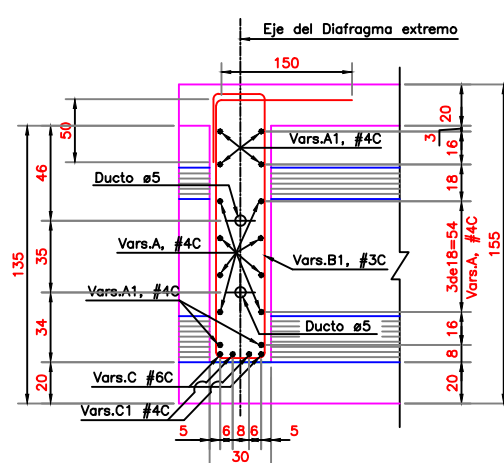 Eje del Diafragma extremo
150
20
3
50
16
Vars.A1, #4C
46
18
Ducto ø5
135
35
Vars.A, #4C
Vars.B1, #3C
3de18=54
Vars.A, #4C
155
Vars.A1, #4C
34
Ducto ø5
16
8
Vars.C #6C
20
20
Vars.C1 #4C
5 6 8 6 5
30